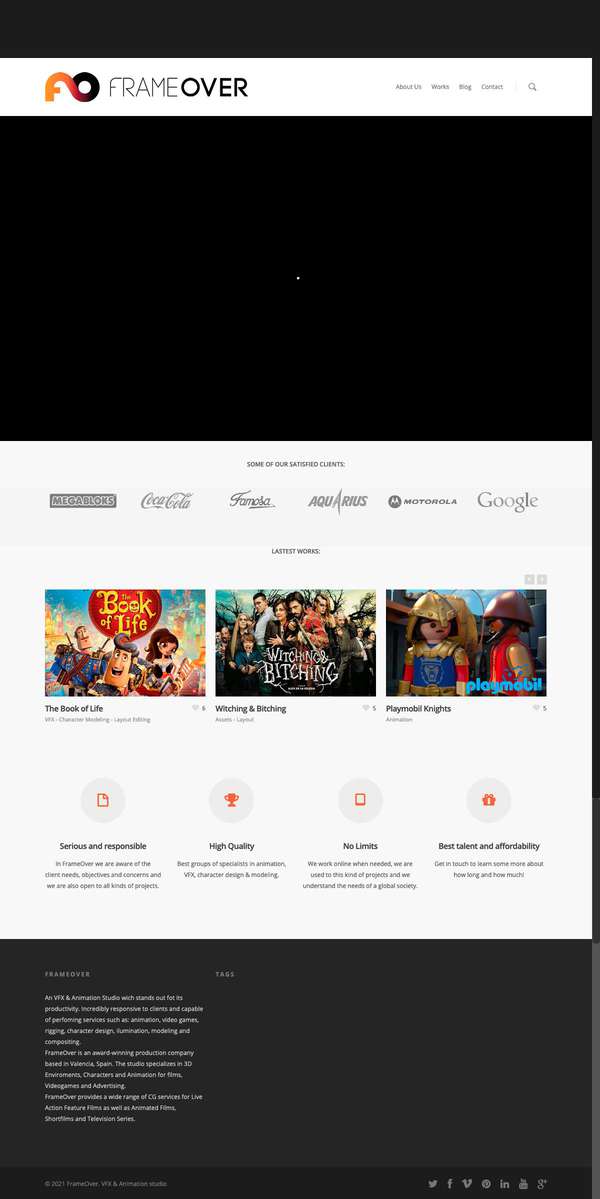 FRAMEOVER
About Us Works Blog Contact
SOME OF OUR SATISFIED CLIENTS:
MEGABLOKS Coca-Cola Famosa AQUARIUS MOTOROLA Google
LASTEST WORKS:
The Book of Life
WITCHING & BITCHING
playmobil
The Book of Life 6
VFX - Character Modeling - Layout Editing
Witching & Bitching 5
Assets - Layout
Playmobil Knights 5
Animation
Serious and responsible
In FrameOver we are aware of the
client needs, objectives and concerns and
we are also open to all kinds of projects.
High Quality
Best groups of specialists in animation,
VFX, character design & modeling.
No Limits
We work online when needed, we are
used to this kind of projects and we
understand the needs of a global society.
Best talent and affordability
Get in touch to learn some more about
how long and how much!
FRAMEOVER
An VFX & Animation Studio wich stands out fot its
productivity. Incredibly responsive to clients and capable
of perfoming services such as: animation, video games,
rigging, character design, ilumination, modeling and
compositing.
FrameOver is an award-winning production company
based in Valencia, Spain. The studio specializes in 3D
Enviroments, Characters and Animation for films,
Videogames and Advertising.
FrameOver provides a wide range of CG services for Live
Action Feature Films as well as Animated Films,
Shortfilms and Television Series.
TAGS
© 2021 FrameOver. VFX & Animation studio